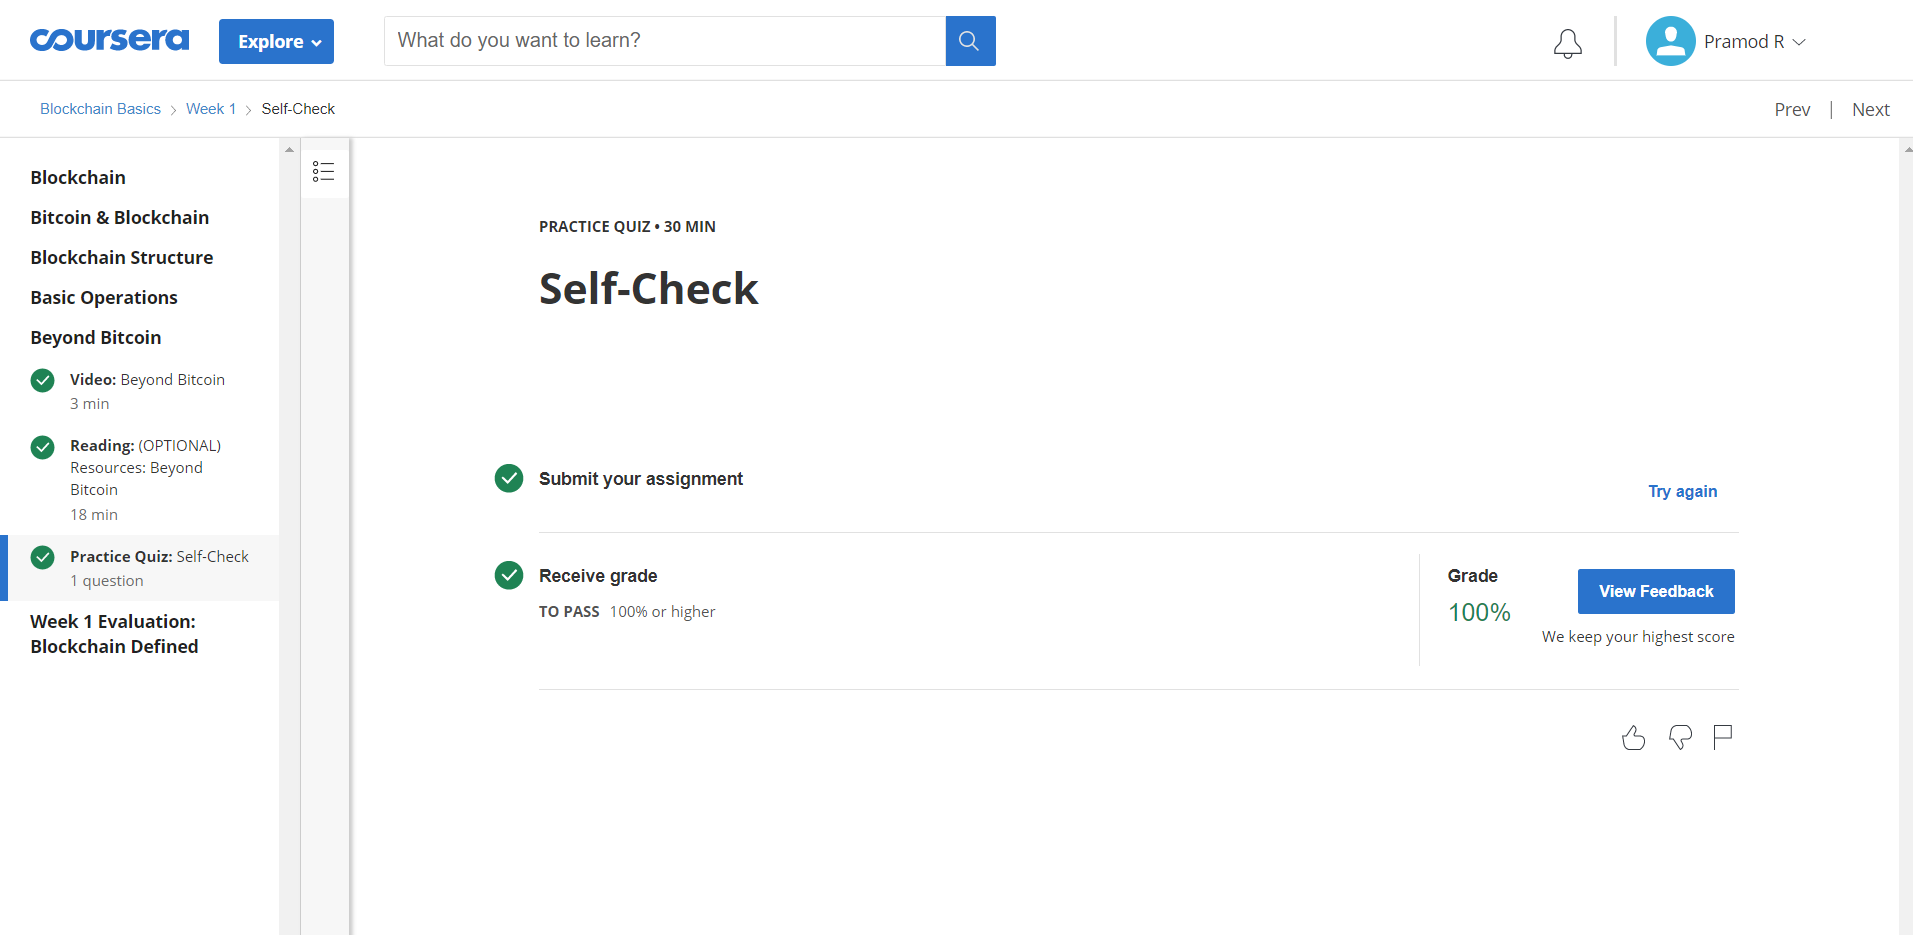 coursera
Explore
What do you want to learn?
Pramod R
Blockchain Basics > Week 1 > Self-Check
Prev | Next
Blockchain
Bitcoin & Blockchain
Blockchain Structure
Basic Operations
Beyond Bitcoin
Video: Beyond Bitcoin
3 min
Reading: (OPTIONAL)
Resources: Beyond
Bitcoin
18 min
Practice Quiz: Self-Check
1 question
Week 1 Evaluation:
Blockchain Defined
PRACTICE QUIZ • 30 MIN
Self-Check
Submit your assignment
Try again
Receive grade
TO PASS 100% or higher
Grade
100%
View Feedback
We keep your highest score